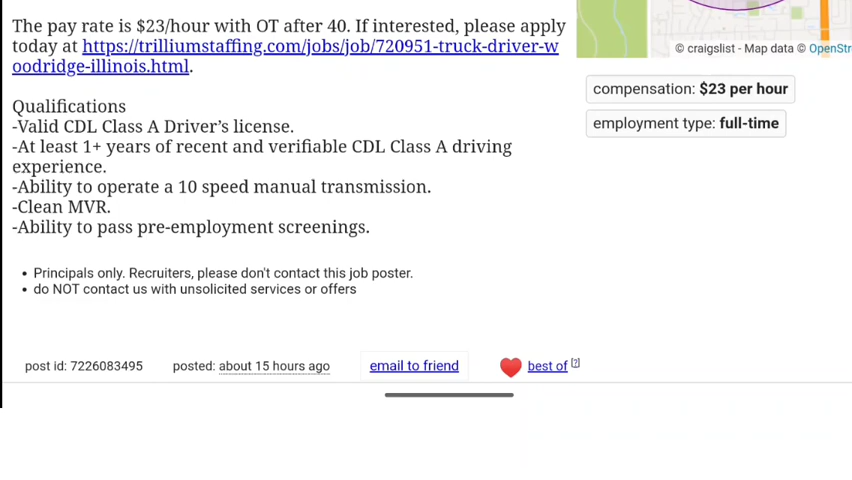 The pay rate is $23/hour with OT after 40. If interested, please apply
today at https://trilliumstaffing.com/jobs/job/720951-truck-driver-w
oodridge-illinois.html.
© craigslist - Map data © OpenStr
compensation: $23 per hour
employment type: full-time
Qualifications
-Valid CDL Class A Driver’s license.
-At least 1+ years of recent and verifiable CDL Class A driving
experience.
-Ability to operate a 10 speed manual transmission.
-Clean MVR.
-Ability to pass pre-employment screenings.
• Principals only. Recruiters, please don't contact this job poster.
• do NOT contact us with unsolicited services or offers
post id: 7226083495 posted: about 15 hours ago email to friend best of [?]